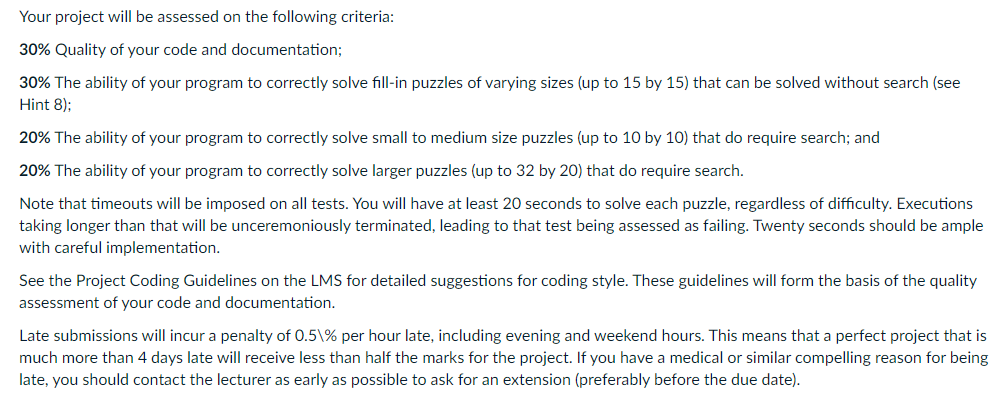 Your project will be assessed on the following criteria:
30% Quality of your code and documentation;
30% The ability of your program to correctly solve fill-in puzzles of varying sizes (up to 15 by 15) that can be solved without search (see
Hint 8);
20% The ability of your program to correctly solve small to medium size puzzles (up to 10 by 10) that do require search; and
20% The ability of your program to correctly solve larger puzzles (up to 32 by 20) that do require search.
Note that timeouts will be imposed on all tests. You will have at least 20 seconds to solve each puzzle, regardless of difficulty. Executions
taking longer than that will be unceremoniously terminated, leading to that test being assessed as failing. Twenty seconds should be ample
with careful implementation.
See the Project Coding Guidelines on the LMS for detailed suggestions for coding style. These guidelines will form the basis of the quality
assessment of your code and documentation.
Late submissions will incur a penalty of 0.5\% per hour late, including evening and weekend hours. This means that a perfect project that is
much more than 4 days late will receive less than half the marks for the project. If you have a medical or similar compelling reason for being
late, you should contact the lecturer as early as possible to ask for an extension (preferably before the due date).